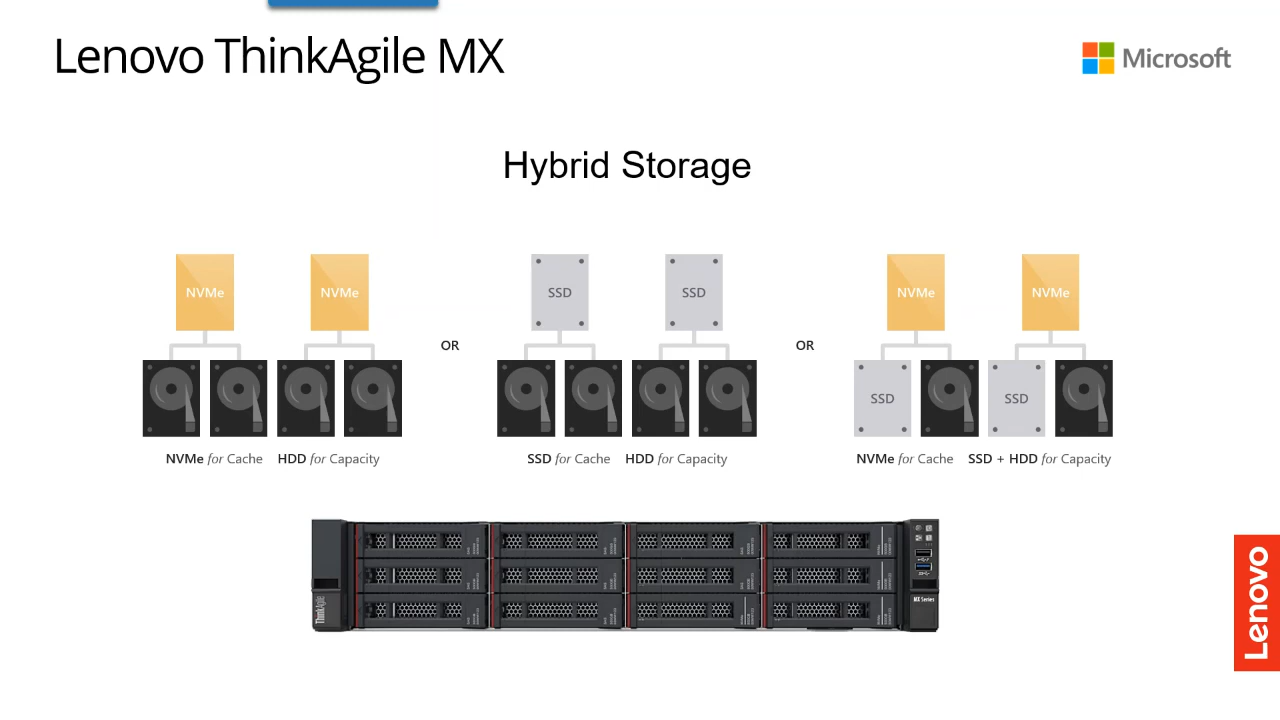 Lenovo ThinkAgile MX
Microsoft
Hybrid Storage
NVMe
NVMe
OR
SSD
SSD
OR
NVMe
NVMe
SSD
SSD
NVMe for Cache HDD for Capacity
SSD for Cache HDD for Capacity
NVMe for Cache SSD + HDD for Capacity
ThinkAgile
MX Series
Lenovo